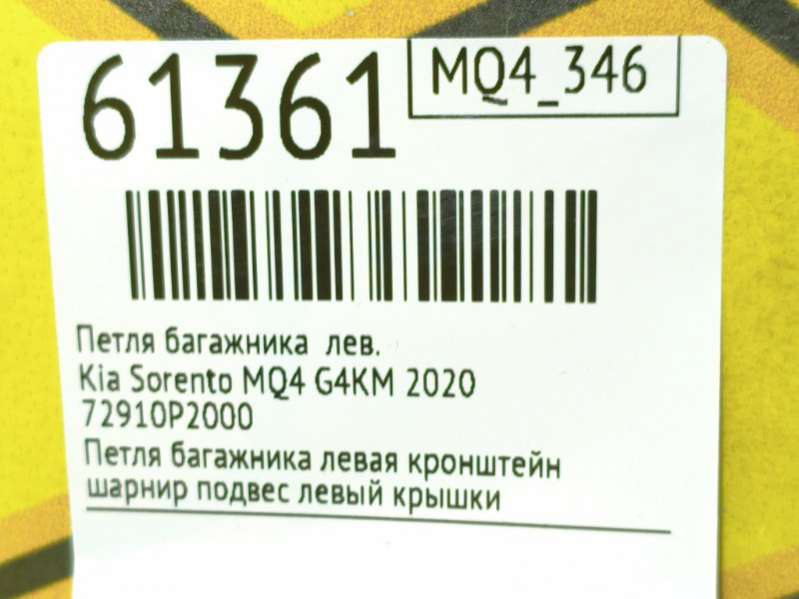 61361
MQ4_346
Петля багажника лев.
Kia Sorento MQ4 G4KM 2020
72910P2000
Петля багажника левая кронштейн
шарнир подвес левый крышки